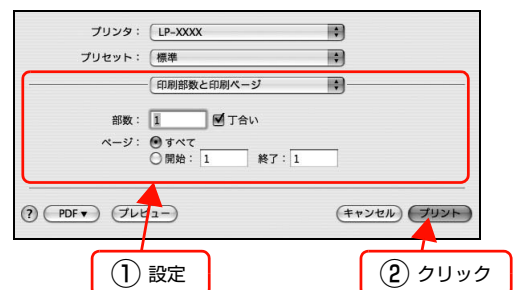 プリンタ： LP-XXXX
プリセット： 標準
印刷部数と印刷ページ
部数： 1 丁合い
ページ： すべて
開始： 1 終了： 1
? PDF▼ プレビュー キャンセル プリント
① 設定 ② クリック